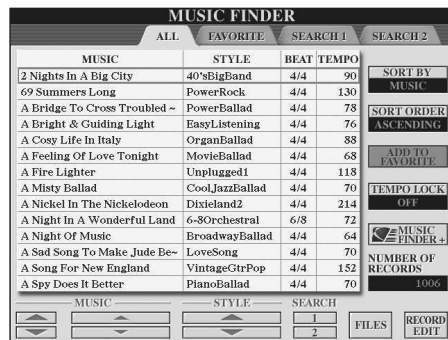 MUSIC FINDER
ALL FAVORITE SEARCH 1 SEARCH 2
MUSIC STYLE BEAT TEMPO
2 Nights In A Big City 40'sBigBand 4/4 90
69 Summers Long PowerRock 4/4 130
A Bridge To Cross Troubled ~ PowerBallad 4/4 78
A Bright & Guiding Light EasyListening 4/4 76
A Cosy Life In Italy OrganBallad 4/4 88
A Feeling Of Love Tonight MovieBallad 4/4 68
A Fire Lighter Unplugged1 4/4 118
A Misty Ballad CoolJazzBallad 4/4 70
A Nickel In The Nickelodeon Dixieland2 4/4 214
A Night In A Wonderful Land 6-8Orchestral 6/8 72
A Night Of Music BroadwayBallad 4/4 64
A Sad Song To Make Jude Be~ LoveSong 4/4 70
A Song For New England VintageGtrPop 4/4 152
A Spy Does It Better PianoBallad 4/4 70
SORT BY
MUSIC
SORT ORDER
ASCENDING
ADD TO
FAVORITE
TEMPO LOCK
OFF
MUSIC
FINDER+
NUMBER OF
RECORDS
1006
MUSIC STYLE SEARCH
1
2
FILES
RECORD
EDIT